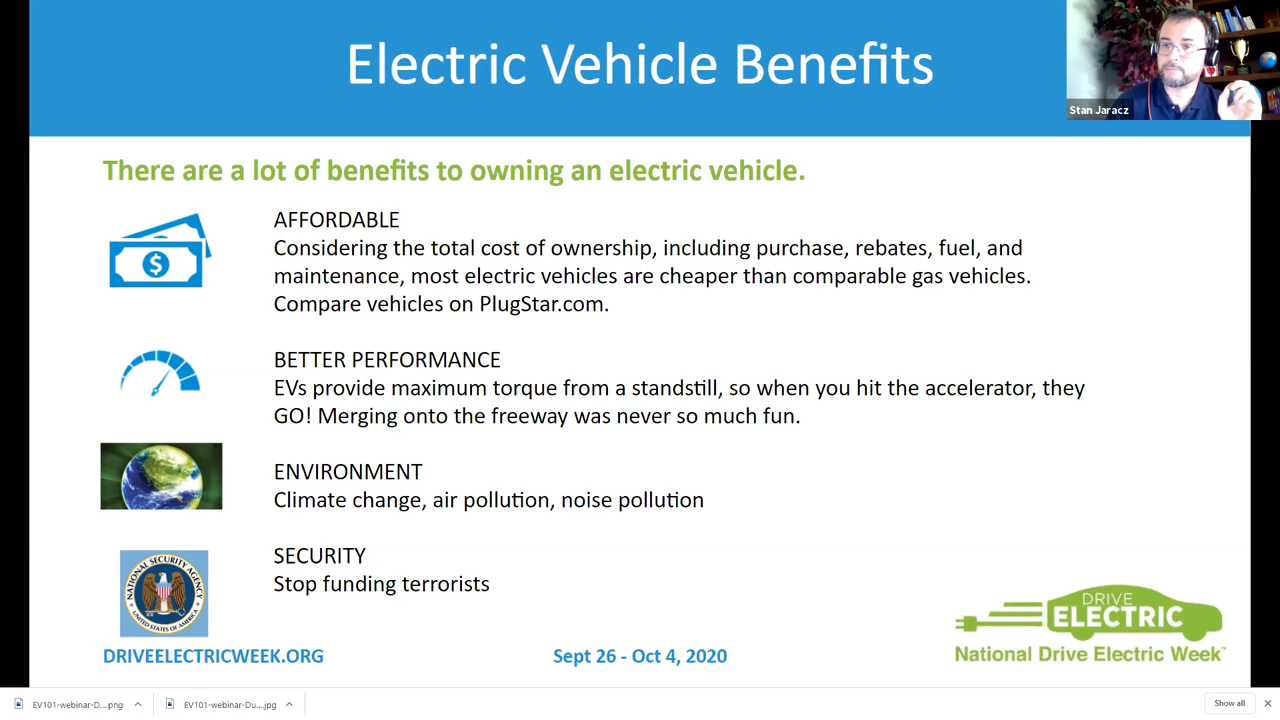 Electric Vehicle Benefits
Stan Jaracz
There are a lot of benefits to owning an electric vehicle.
$
AFFORDABLE
Considering the total cost of ownership, including purchase, rebates, fuel, and
maintenance, most electric vehicles are cheaper than comparable gas vehicles.
Compare vehicles on PlugStar.com.
BETTER PERFORMANCE
EVs provide maximum torque from a standstill, so when you hit the accelerator, they
GO! Merging onto the freeway was never so much fun.
ENVIRONMENT
Climate change, air pollution, noise pollution
NATIONAL SECURITY AGENCY
UNITED STATES OF AMERICA
SECURITY
Stop funding terrorists
DRIVE
ELECTRIC
National Drive Electric Week™
DRIVEELECTRICWEEK.ORG
Sept 26 - Oct 4, 2020
EV101-webinar-D....png
EV101-webinar-Du....jpg
Show all